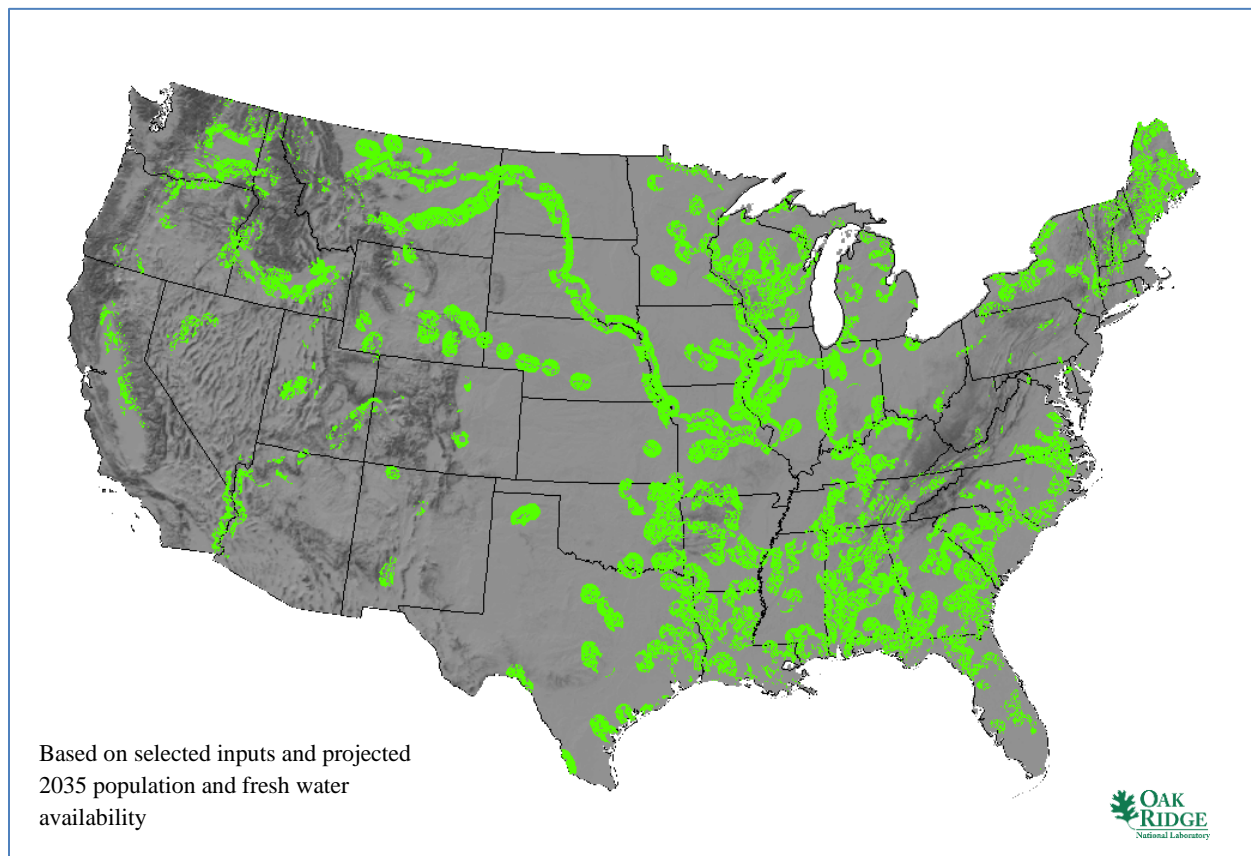 Based on selected inputs and projected
2035 population and fresh water
availability
OAK
RIDGE
National Laboratory